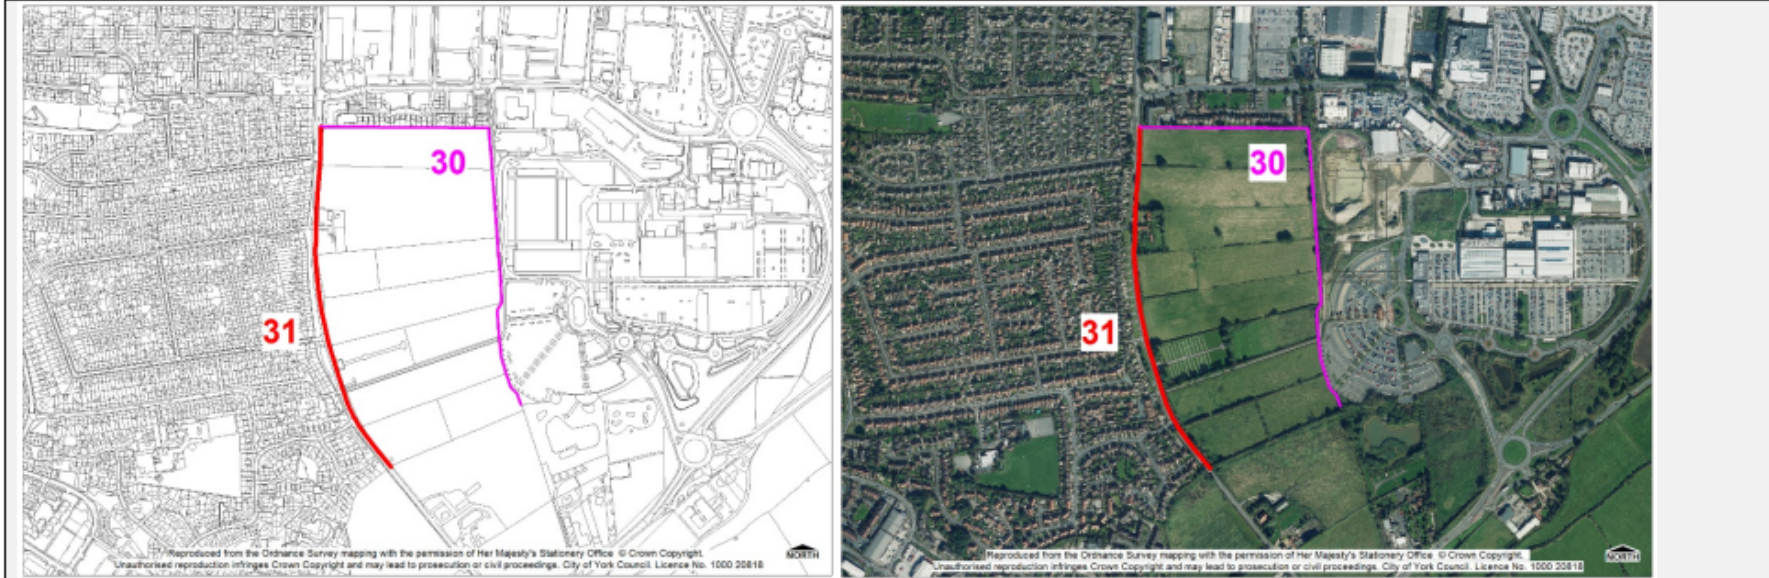 30
31
Reproduced from the Ordnance Survey mapping with the permission of Her Majesty's Stationery Office © Crown Copyright.
Unauthorised reproduction infringes Crown Copyright and may lead to prosecution or civil proceedings. City of York Council. Licence No. 1000 20818
NORTH
30
31
Reproduced from the Ordnance Survey mapping with the permission of Her Majesty's Stationery Office © Crown Copyright.
Unauthorised reproduction infringes Crown Copyright and may lead to prosecution or civil proceedings. City of York Council. Licence No. 1000 20818
NORTH